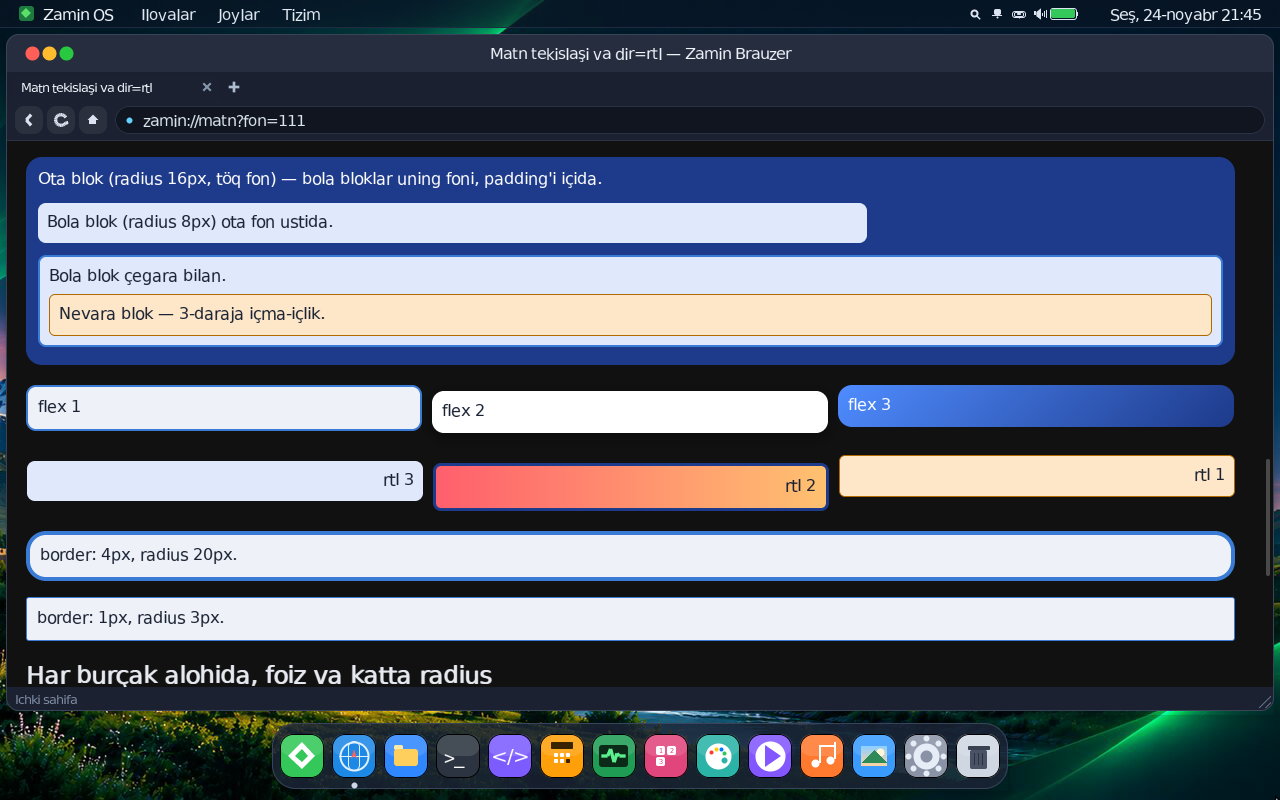 Zamin OS Ilovalar Joylar Tizim Seş, 24-noyabr 21:45
Matn tekislaşi va dir=rtl — Zamin Brauzer
Matn tekislaşi va dir=rtl
zamin://matn?fon=111
Ota blok (radius 16px, töq fon) — bola bloklar uning foni, padding'i içida.
Bola blok (radius 8px) ota fon ustida.
Bola blok çegara bilan.
Nevara blok — 3-daraja içma-içlik.
flex 1 flex 2 flex 3
rtl 3 rtl 2 rtl 1
border: 4px, radius 20px.
border: 1px, radius 3px.
Har burçak alohida, foiz va katta radius
Ichki sahifa
>_ </> 1 2 3